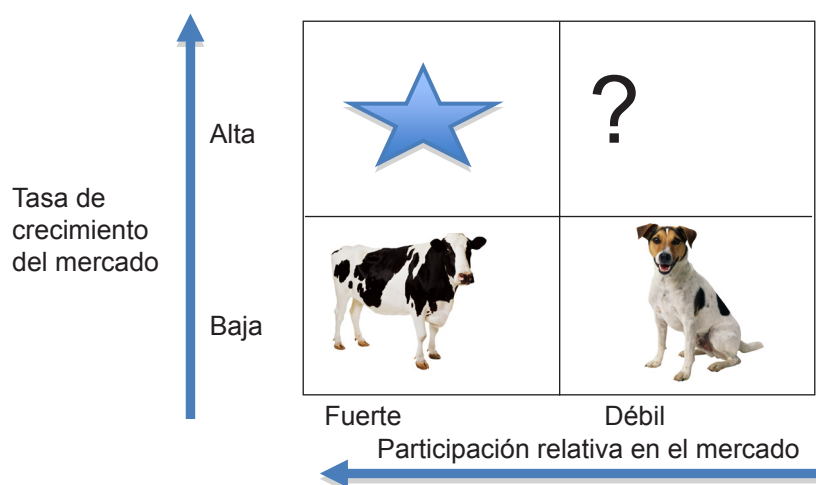 ?
Alta
Tasa de
crecimiento
del mercado
Baja
Fuerte
Débil
Participación relativa en el mercado